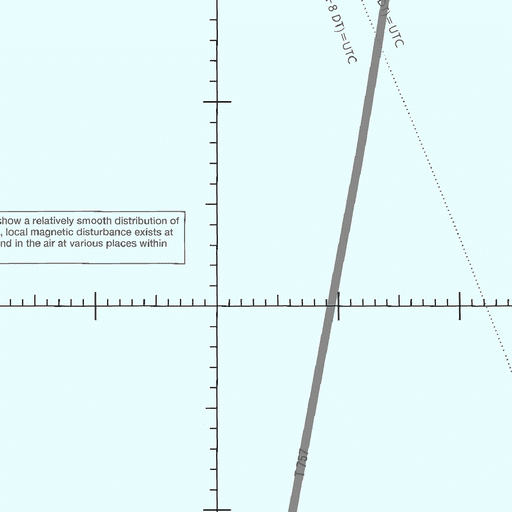 8 DT)=UTC
DT)=UTC
show a relatively smooth distribution of
, local magnetic disturbance exists at
nd in the air at various places within
T 757